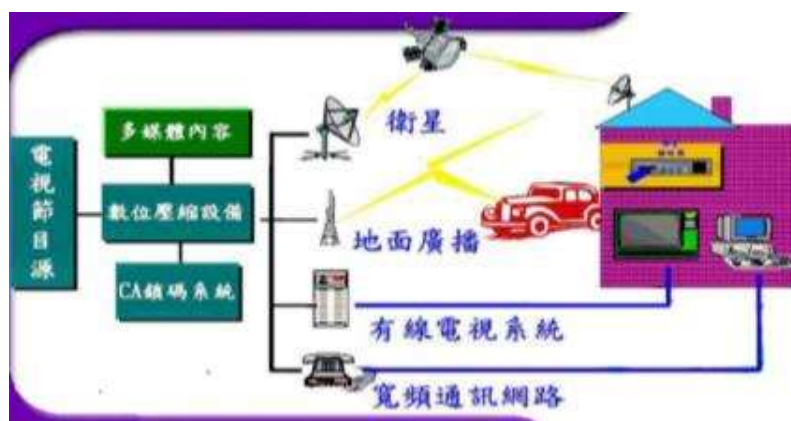 電視節目源
多媒體內容
數位壓縮設備
CA鎖碼系統
衛星
地面廣播
有線電視系統
寬頻通訊網路